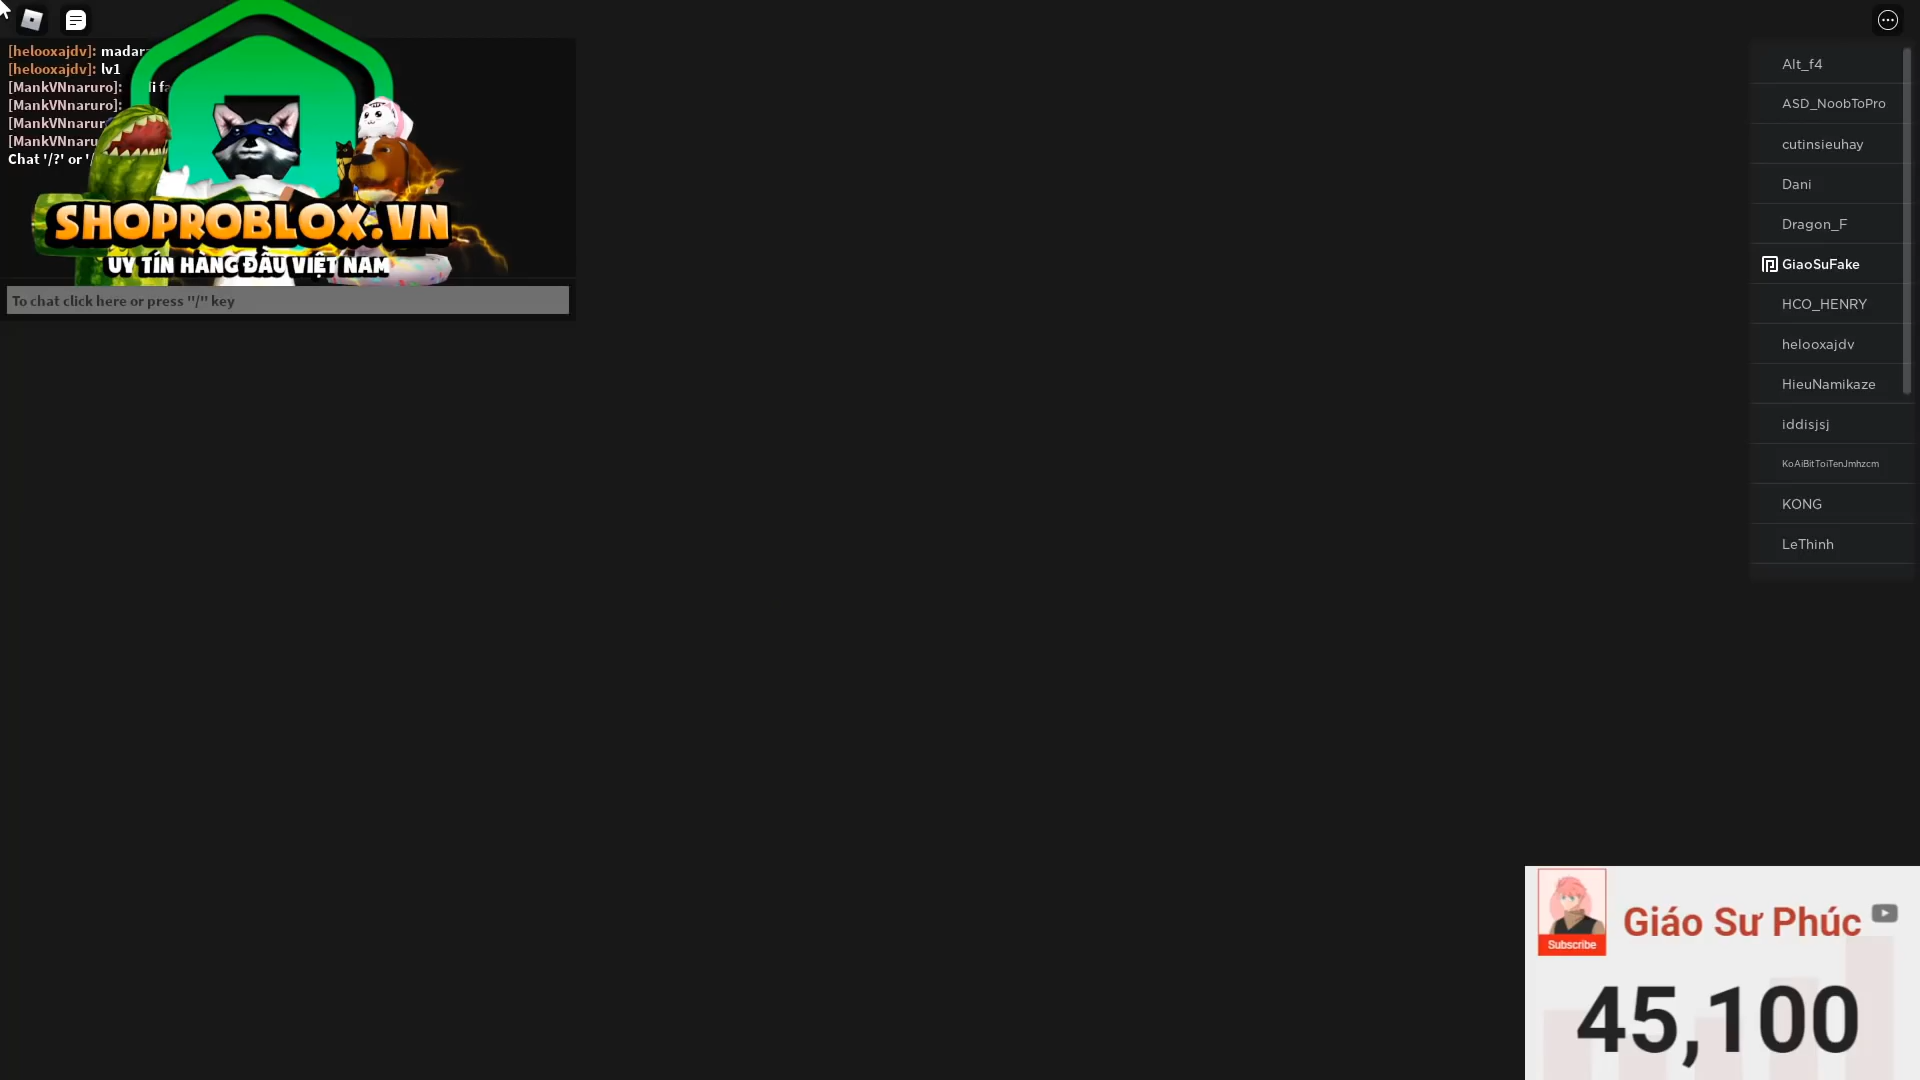 [helooxajdv]: madara
[helooxajdv]: lv1
[MankVNnaruro]:
[MankVNnaruro]:
[MankVNnarur
[MankVNnaru
Chat '/?' or '/
SHOPROBLOX.VN
UY TÍN HÀNG ĐẦU VIỆT NAM
To chat click here or press "/" key
Alt_f4
ASD_NoobToPro
cutinsieuhay
Dani
Dragon_F
GiaoSuFake
HCO_HENRY
helooxajdv
HieuNamikaze
iddisjsj
KoAiBitToiTenJmhzcm
KONG
LeThinh
Subscribe
Giáo Sư Phúc
45,100